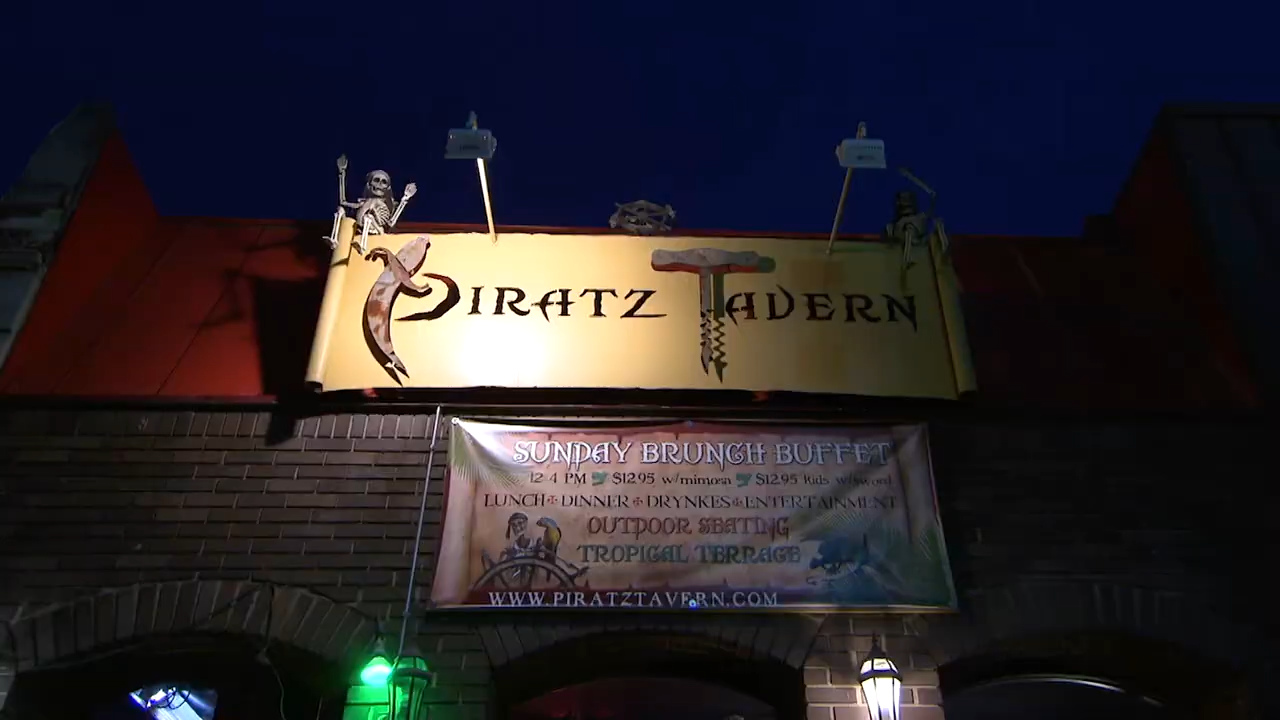 PIRATZ TAVERN
SUNDAY BRUNCH BUFFET
12-4 PM $12.95 w/mimosa $12.95 Kids w/sword
LUNCH DINNER DRYNKES ENTERTAINMENT
OUTDOOR SEATING
TROPICAL TERRACE
WWW.PIRATZTAVERN.COM